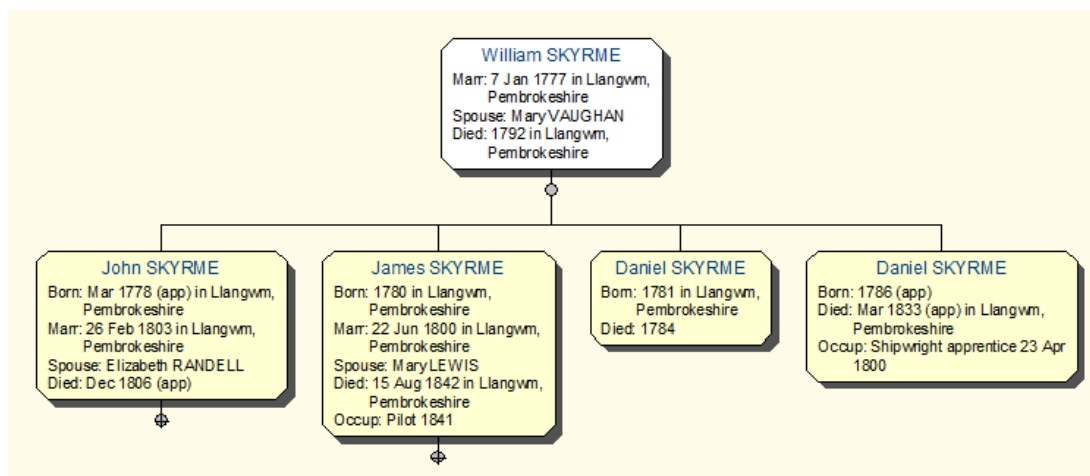 William SKYRME
Marr: 7 Jan 1777 in Llangwm,
Pembrokeshire
Spouse: Mary VAUGHAN
Died: 1792 in Llangwm,
Pembrokeshire
John SKYRME
Born: Mar 1778 (app) in Llangwm,
Pembrokeshire
Marr: 26 Feb 1803 in Llangwm,
Pembrokeshire
Spouse: Elizabeth RANDELL
Died: Dec 1806 (app)
James SKYRME
Born: 1780 in Llangwm,
Pembrokeshire
Marr: 22 Jun 1800 in Llangwm,
Pembrokeshire
Spouse: Mary LEWIS
Died: 15 Aug 1842 in Llangwm,
Pembrokeshire
Occup: Pilot 1841
Daniel SKYRME
Born: 1781 in Llangwm,
Pembrokeshire
Died: 1784
Daniel SKYRME
Born: 1786 (app)
Died: Mar 1833 (app) in Llangwm,
Pembrokeshire
Occup: Shipwright apprentice 23 Apr
1800